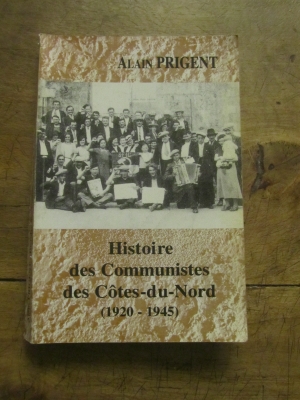 ALAIN PRIGENT
Histoire
des Communistes
des Côtes-du-Nord
(1920 - 1945)